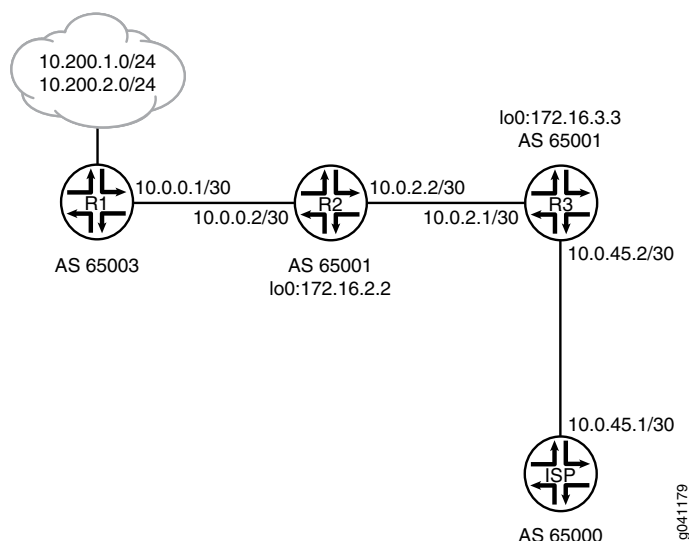 10.200.1.0/24
10.200.2.0/24
lo0:172.16.3.3
AS 65001
10.0.0.1/30
10.0.2.2/30
R1
R2
R3
10.0.0.2/30
10.0.2.1/30
10.0.45.2/30
AS 65003
AS 65001
lo0:172.16.2.2
10.0.45.1/30
ISP
AS 65000
g041179